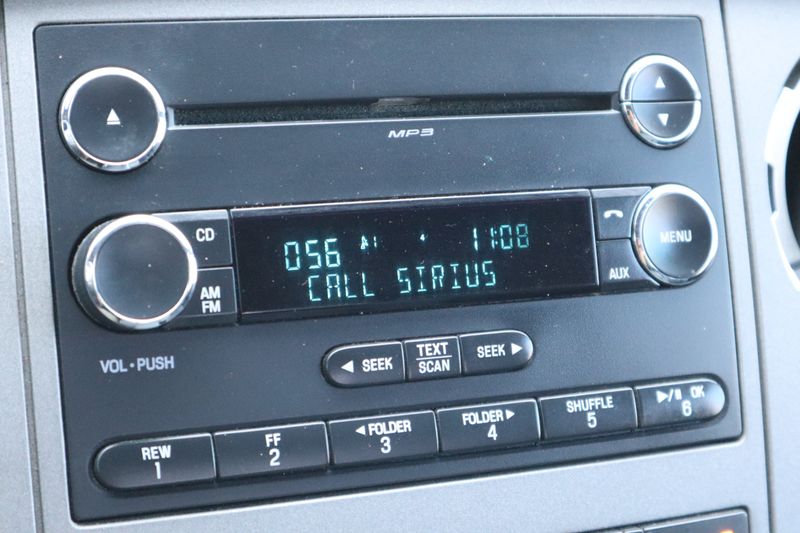 MP3
CD
AM
FM
056 11:08
CALL SIRIUS
MENU
AUX
VOL • PUSH
◄ SEEK
TEXT
SCAN
SEEK ►
REW
1
FF
2
◄ FOLDER
3
FOLDER ►
4
SHUFFLE
5
►/II OK
6